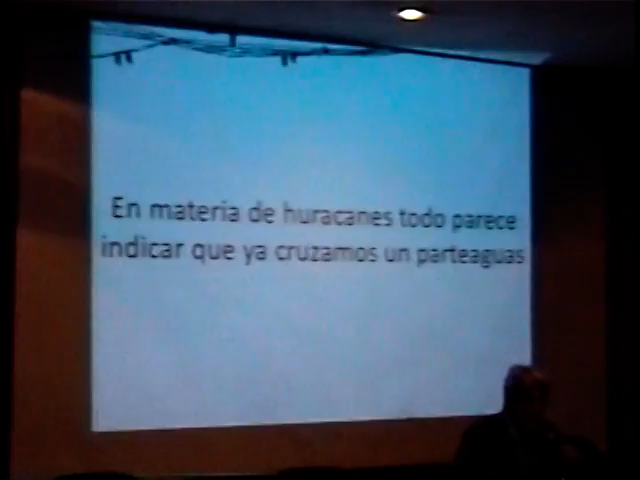 En materia de huracanes todo parece
indicar que ya cruzamos un parteaguas